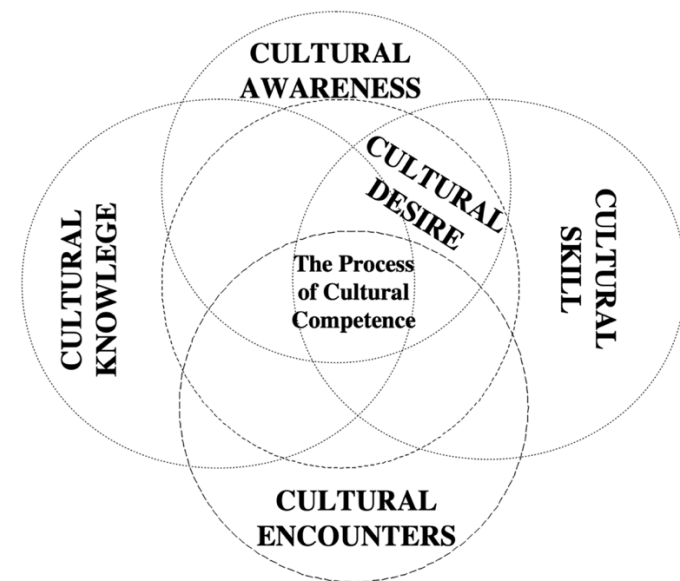 CULTURAL
AWARENESS
CULTURAL
DESIRE
CULTURAL
KNOWLEGE
The Process
of Cultural
Competence
CULTURAL
SKILL
CULTURAL
ENCOUNTERS